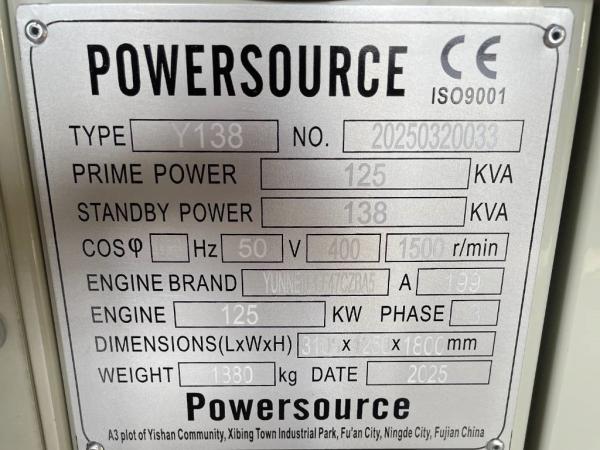 POWERSOURCE CE
ISO9001
TYPE Y138 NO. 20250320033
PRIME POWER 125 KVA
STANDBY POWER 138 KVA
COSφ Hz 50 V 400 1500 r/min
ENGINE BRAND A 199
ENGINE 125 KW PHASE 3
DIMENSIONS(LxWxH) x x 1800 mm
WEIGHT 1380 kg DATE 2025
Powersource
A3 plot of Yishan Community, Xibing Town Industrial Park, Fu'an City, Ningde City, Fujian China